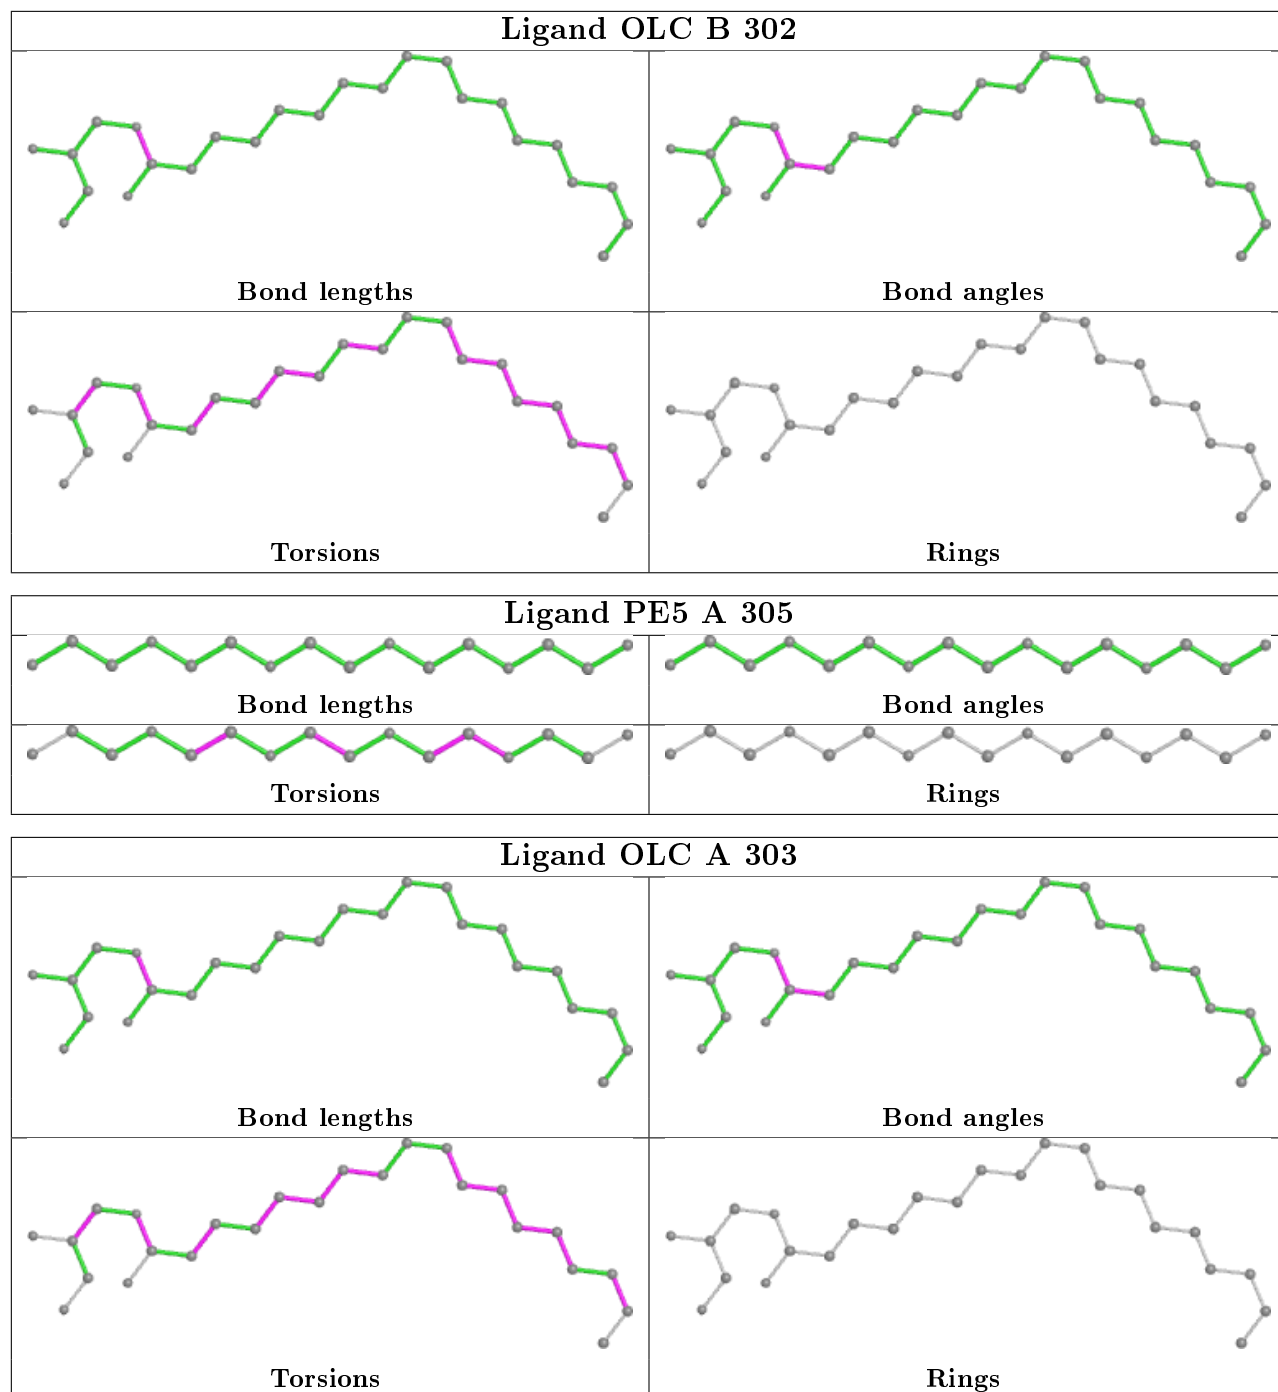 Ligand OLC B 302
Bond lengths
Bond angles
Torsions
Rings
Ligand PE5 A 305
Bond lengths
Bond angles
Torsions
Rings
Ligand OLC A 303
Bond lengths
Bond angles
Torsions
Rings